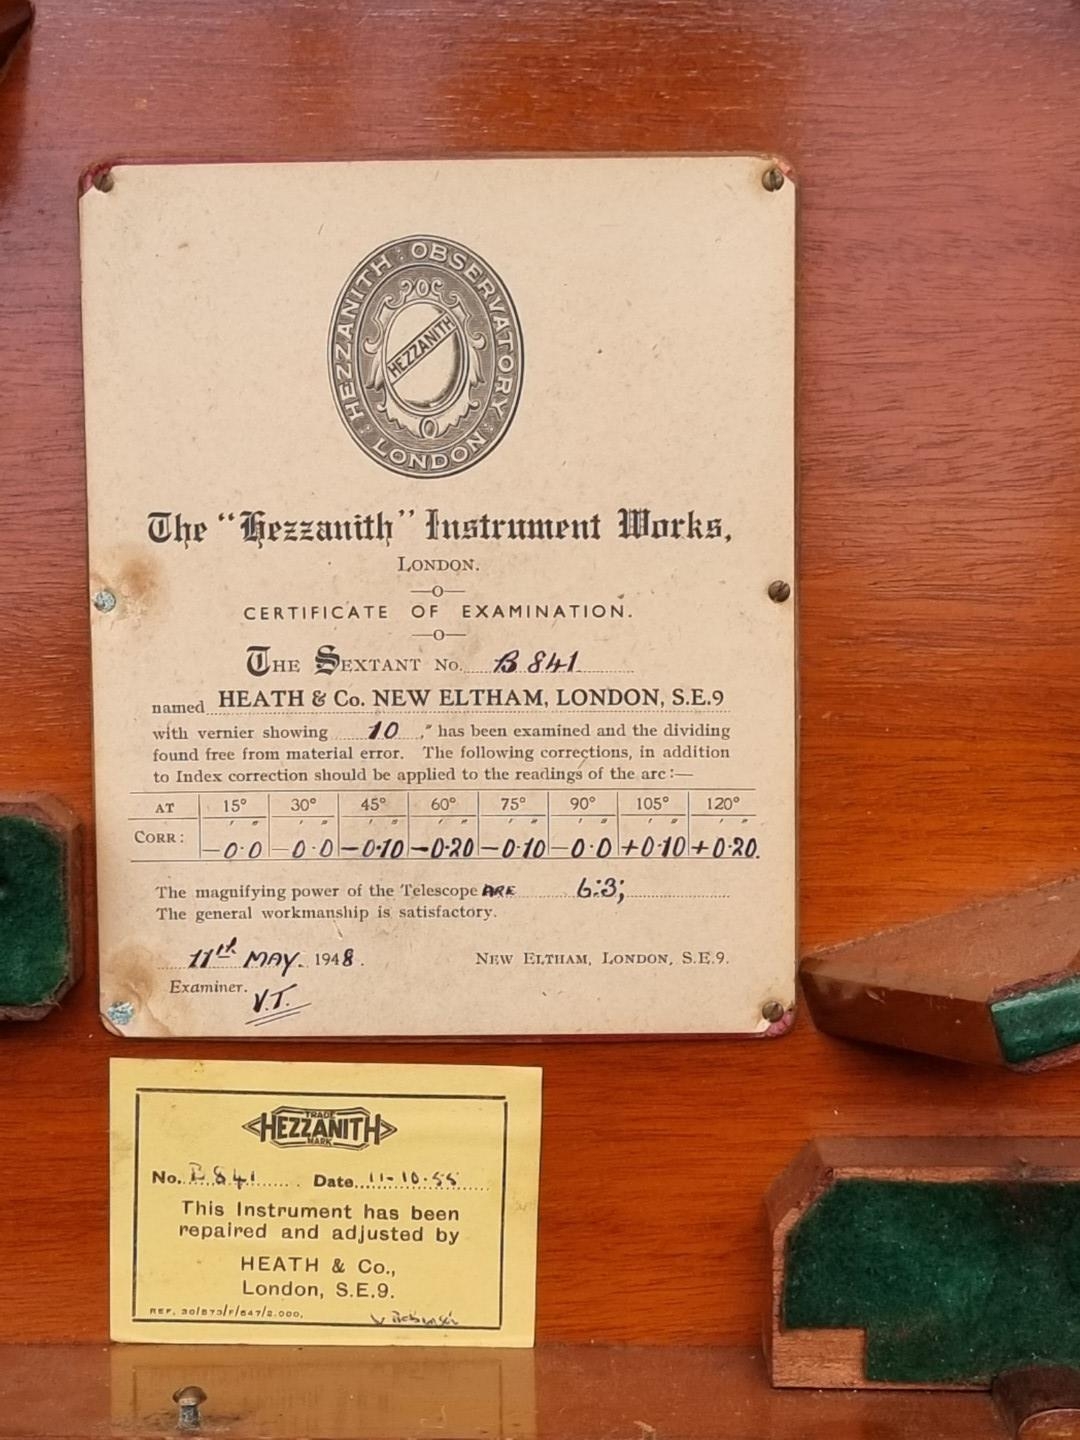 HEZZANITH : OBSERVATORY : LONDON :
HEZZANITH
The "Hezzanith" Instrument Works,
LONDON.
—o—
CERTIFICATE OF EXAMINATION.
—o—
THE SEXTANT No. B 841
named HEATH & Co. NEW ELTHAM, LONDON, S.E.9
with vernier showing 10 ," has been examined and the dividing
found free from material error. The following corrections, in addition
to Index correction should be applied to the readings of the arc:—
AT 15° 30° 45° 60° 75° 90° 105° 120°
' " ' " ' " ' " ' " ' " ' " ' "
CORR: —0·0 —0·0 —0·10 —0·20 —0·10 —0·0 +0·10 +0·20.
The magnifying power of the Telescope ARE 6:3;
The general workmanship is satisfactory.
11th MAY. 1948. NEW ELTHAM, LONDON, S.E.9.
Examiner. V.T.
TRADE
HEZZANITH
MARK
No. B 841 Date 11-10-55
This Instrument has been
repaired and adjusted by
HEATH & Co.,
London, S.E.9.
REF. 30/873/F/647/2.000.